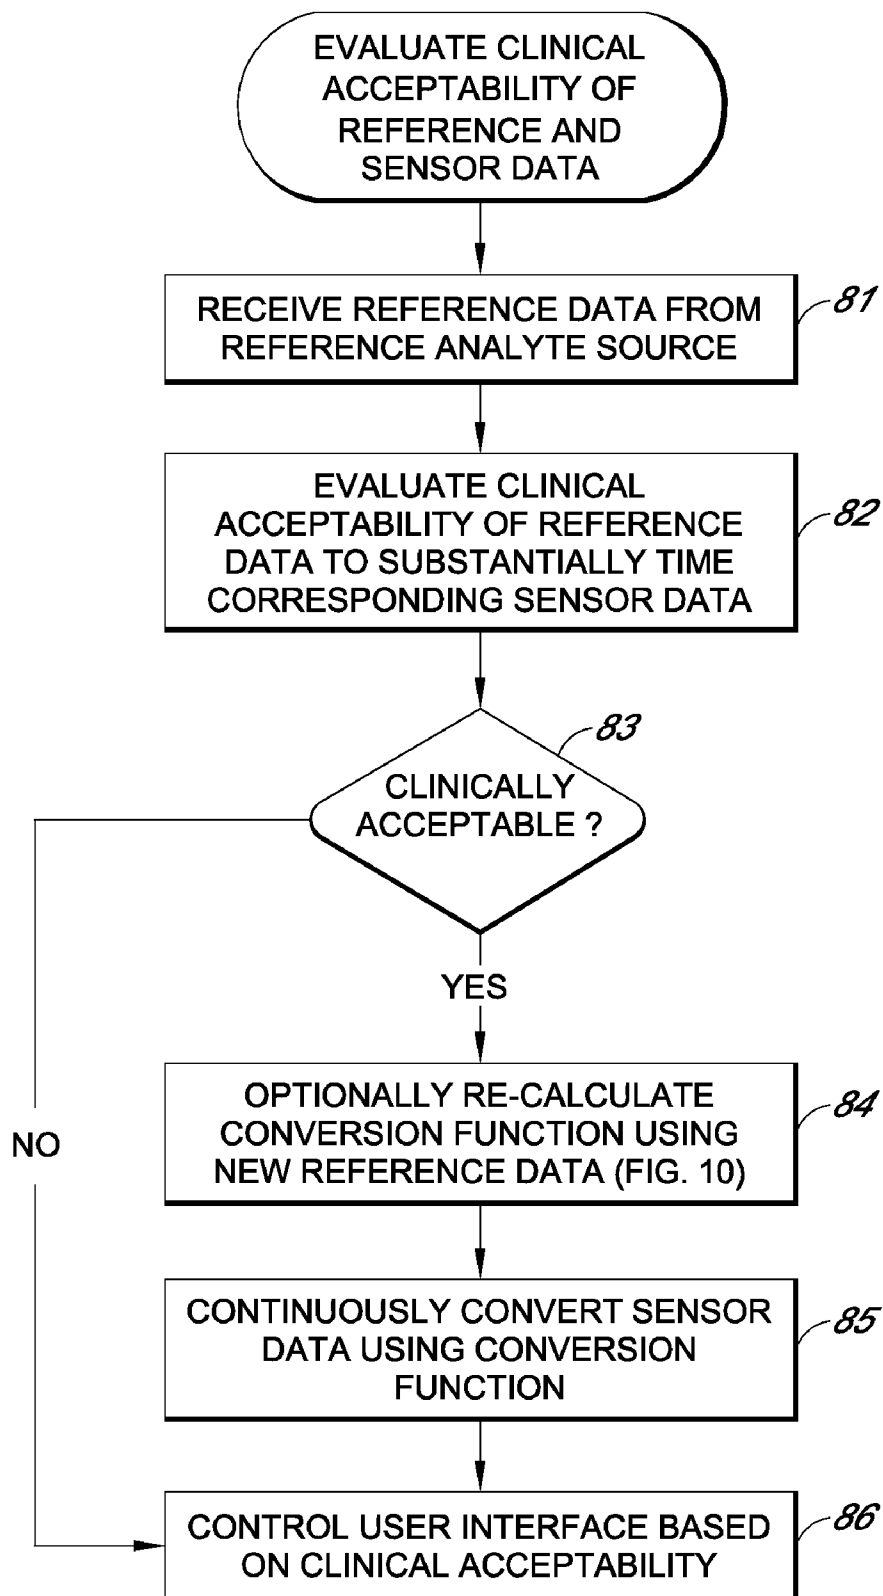 EVALUATE CLINICAL
ACCEPTABILITY OF
REFERENCE AND
SENSOR DATA
RECEIVE REFERENCE DATA FROM
REFERENCE ANALYTE SOURCE
81
EVALUATE CLINICAL
ACCEPTABILITY OF REFERENCE
DATA TO SUBSTANTIALLY TIME
CORRESPONDING SENSOR DATA
82
CLINICALLY
ACCEPTABLE ?
83
YES
NO
OPTIONALLY RE-CALCULATE
CONVERSION FUNCTION USING
NEW REFERENCE DATA (FIG. 10)
84
CONTINUOUSLY CONVERT SENSOR
DATA USING CONVERSION
FUNCTION
85
CONTROL USER INTERFACE BASED
ON CLINICAL ACCEPTABILITY
86